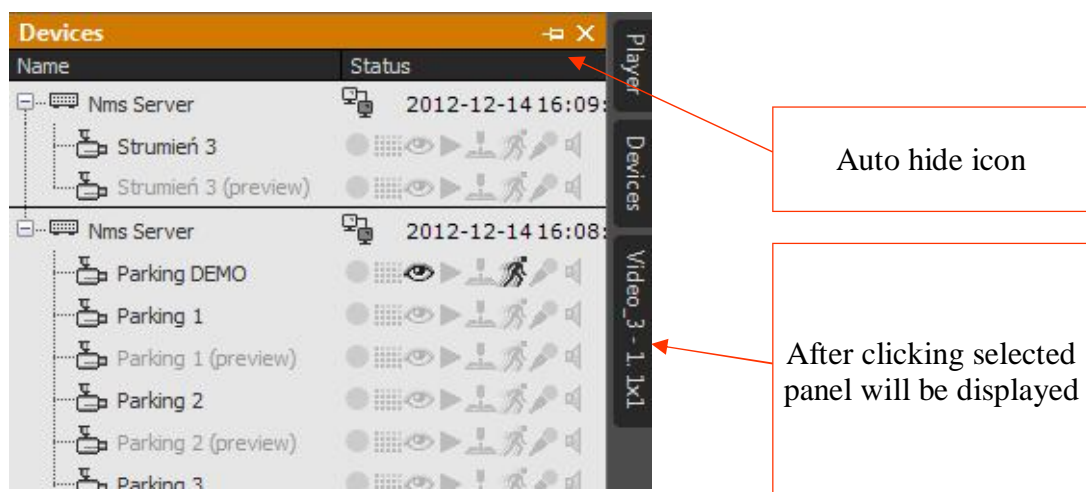 Devices
Name Status
Nms Server 2012-12-14 16:09:
Strumień 3
Strumień 3 (preview)
Nms Server 2012-12-14 16:08:
Parking DEMO
Parking 1
Parking 1 (preview)
Parking 2
Parking 2 (preview)
Parking 3
Player
Devices
Video_3 - 1. 1x1
Auto hide icon
After clicking selected
panel will be displayed